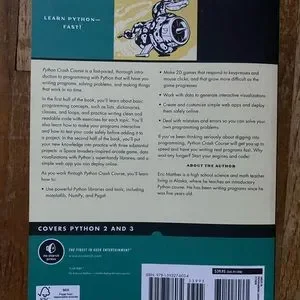 LEARN PYTHON—
FAST!
Python Crash Course is a fast-paced, thorough intro-
duction to programming with Python that will have you
writing programs, solving problems, and making things
that work in no time.
In the first half of the book, you'll learn about basic
programming concepts, such as lists, dictionaries,
classes, and loops, and practice writing clean and
readable code with exercises for each topic. You'll
also learn how to make your programs interactive
and how to test your code safely before adding it to
a project. In the second half of the book, you'll put
your new knowledge into practice with three substantial
projects: a Space Invaders-inspired arcade game, data
visualizations with Python's super-handy libraries, and a
simple web app you can deploy online.
As you work through Python Crash Course, you'll learn
how to:
• Use powerful Python libraries and tools, including
matplotlib, NumPy, and Pygal
• Make 2D games that respond to keypresses and
mouse clicks, and that grow more difficult as the
game progresses
• Work with data to generate interactive visualizations
• Create and customize simple web apps and deploy
them safely online
• Deal with mistakes and errors so you can solve your
own programming problems
If you've been thinking seriously about digging into
programming, Python Crash Course will get you up to
speed and have you writing real programs fast. Why
wait any longer? Start your engines and code!
Eric Matthes is a high school science and math teacher
living in Alaska, where he teaches an introductory
Python course. He has been writing programs since he
was five years old.
COVERS PYTHON 2 AND 3
THE FINEST IN GEEK ENTERTAINMENT™
www.nostarch.com
$39.95
MIX
FSC